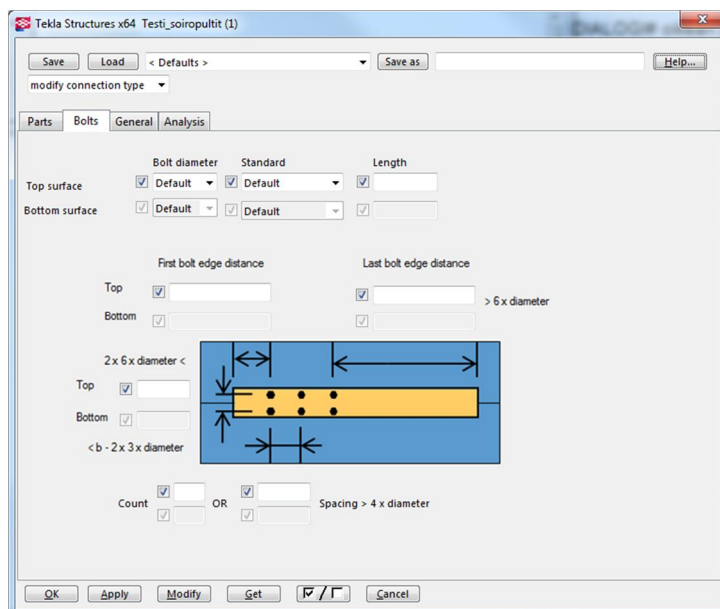 Tekla Structures x64 Testi_soiropultit (1)
Save Load < Defaults > Save as Help...
modify connection type
Parts Bolts General Analysis
Bolt diameter Standard Length
Top surface Default Default
Bottom surface Default Default
First bolt edge distance Last bolt edge distance
Top > 6 x diameter
Bottom
2 x 6 x diameter <
Top
Bottom
< b - 2 x 3 x diameter
Count OR Spacing > 4 x diameter
OK Apply Modify Get / Cancel